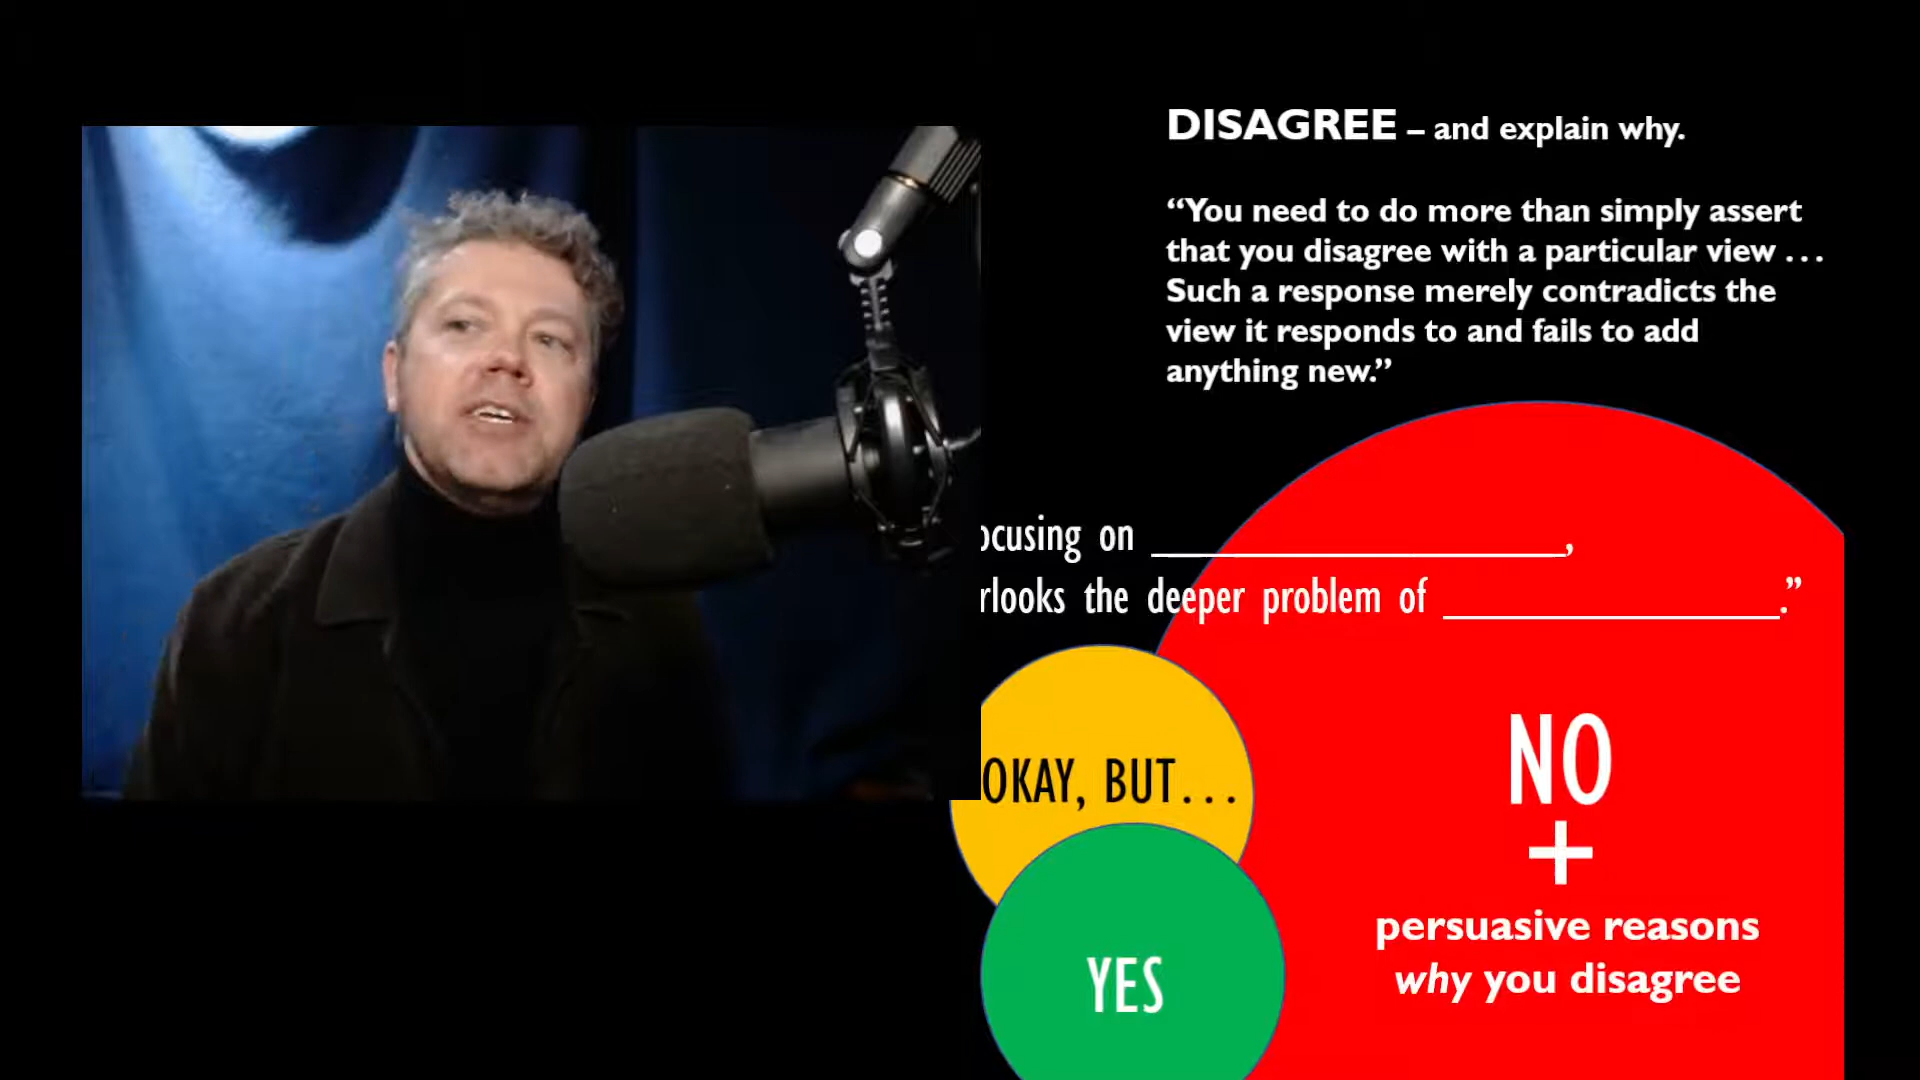 DISAGREE – and explain why.
“You need to do more than simply assert
that you disagree with a particular view . . .
Such a response merely contradicts the
view it responds to and fails to add
anything new.”
ocusing on ____________________,
rlooks the deeper problem of ________________.”
OKAY, BUT . . .
NO
+
persuasive reasons
why you disagree
YES